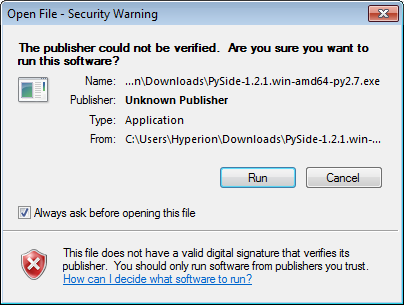 Open File - Security Warning
The publisher could not be verified. Are you sure you want to
run this software?
Name: ...n\Downloads\PySide-1.2.1.win-amd64-py2.7.exe
Publisher: Unknown Publisher
Type: Application
From: C:\Users\Hyperion\Downloads\PySide-1.2.1.win-...
Run Cancel
Always ask before opening this file
This file does not have a valid digital signature that verifies its
publisher. You should only run software from publishers you trust.
How can I decide what software to run?